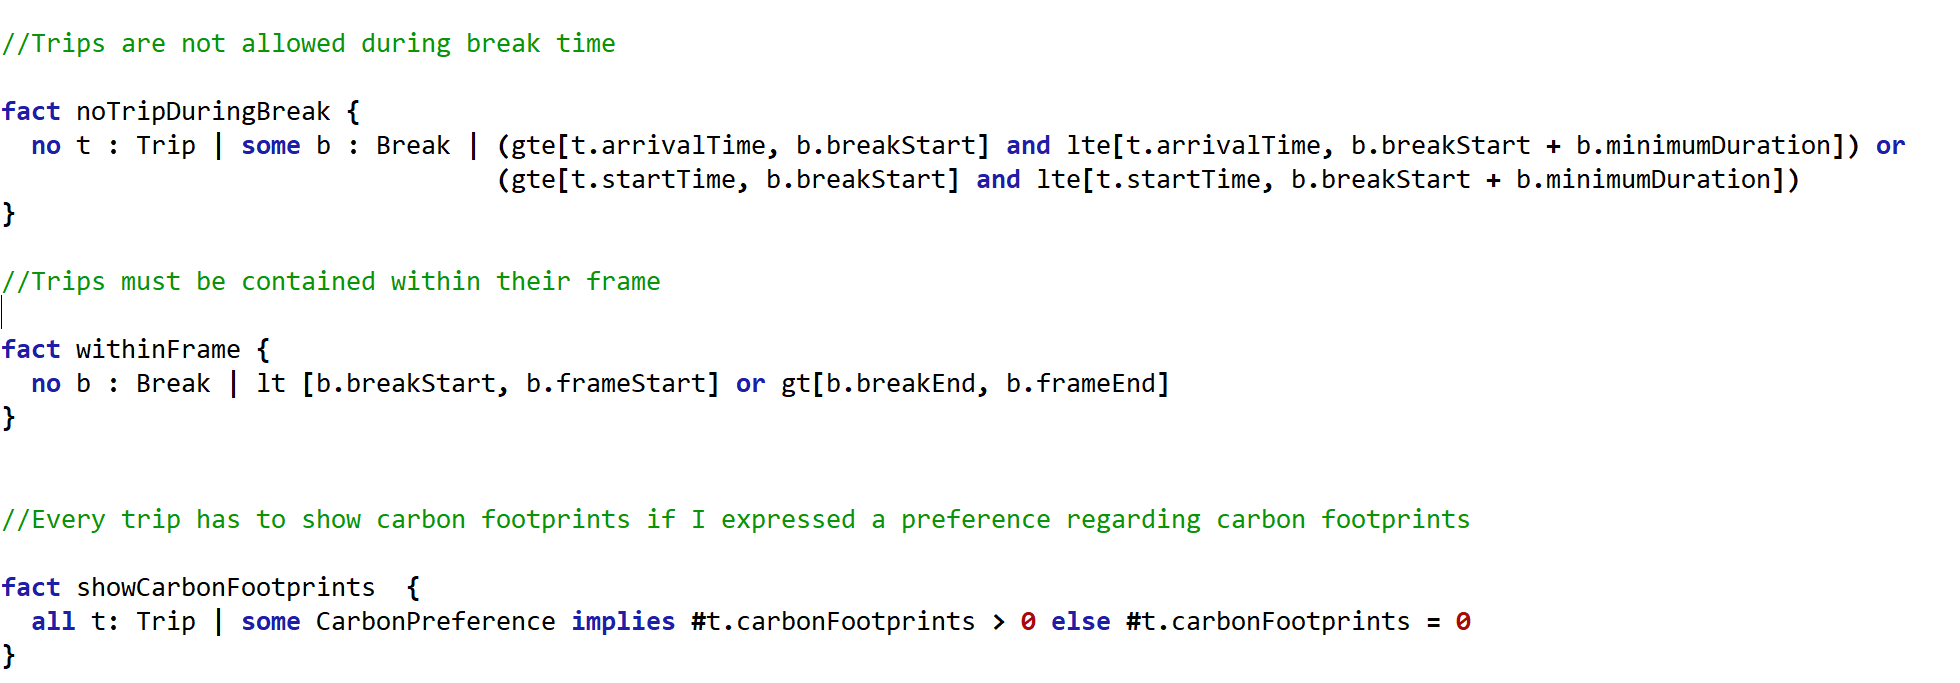 //Trips are not allowed during break time
fact noTripDuringBreak {
no t : Trip | some b : Break | (gte[t.arrivalTime, b.breakStart] and lte[t.arrivalTime, b.breakStart + b.minimumDuration]) or
(gte[t.startTime, b.breakStart] and lte[t.startTime, b.breakStart + b.minimumDuration])
}
//Trips must be contained within their frame
fact withinFrame {
no b : Break | lt [b.breakStart, b.frameStart] or gt[b.breakEnd, b.frameEnd]
}
//Every trip has to show carbon footprints if I expressed a preference regarding carbon footprints
fact showCarbonFootprints  {
all t: Trip | some CarbonPreference implies #t.carbonFootprints > 0 else #t.carbonFootprints = 0
}